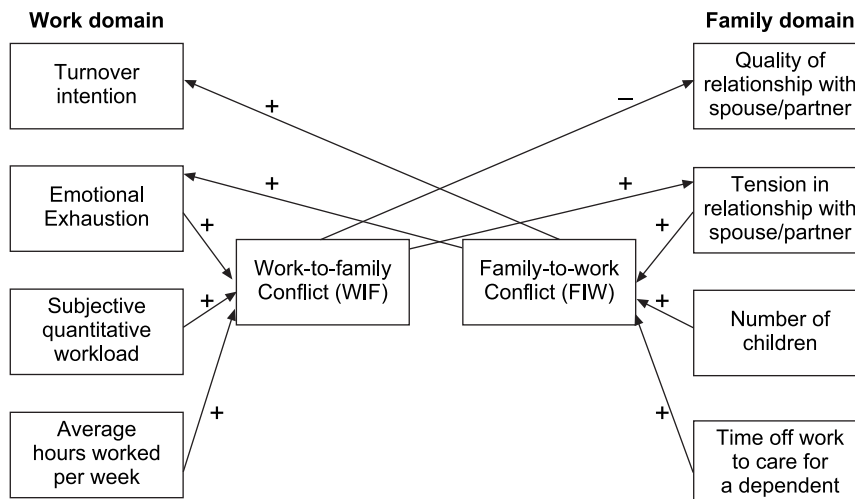 Work domain
Family domain
Turnover
intention
Quality of
relationship with
spouse/partner
+
–
Emotional
Exhaustion
Tension in
relationship with
spouse/partner
+
+
+
+
Work-to-family
Conflict (WIF)
Family-to-work
Conflict (FIW)
Subjective
quantitative
workload
Number of
children
+
+
Average
hours worked
per week
Time off work
to care for
a dependent
+
+